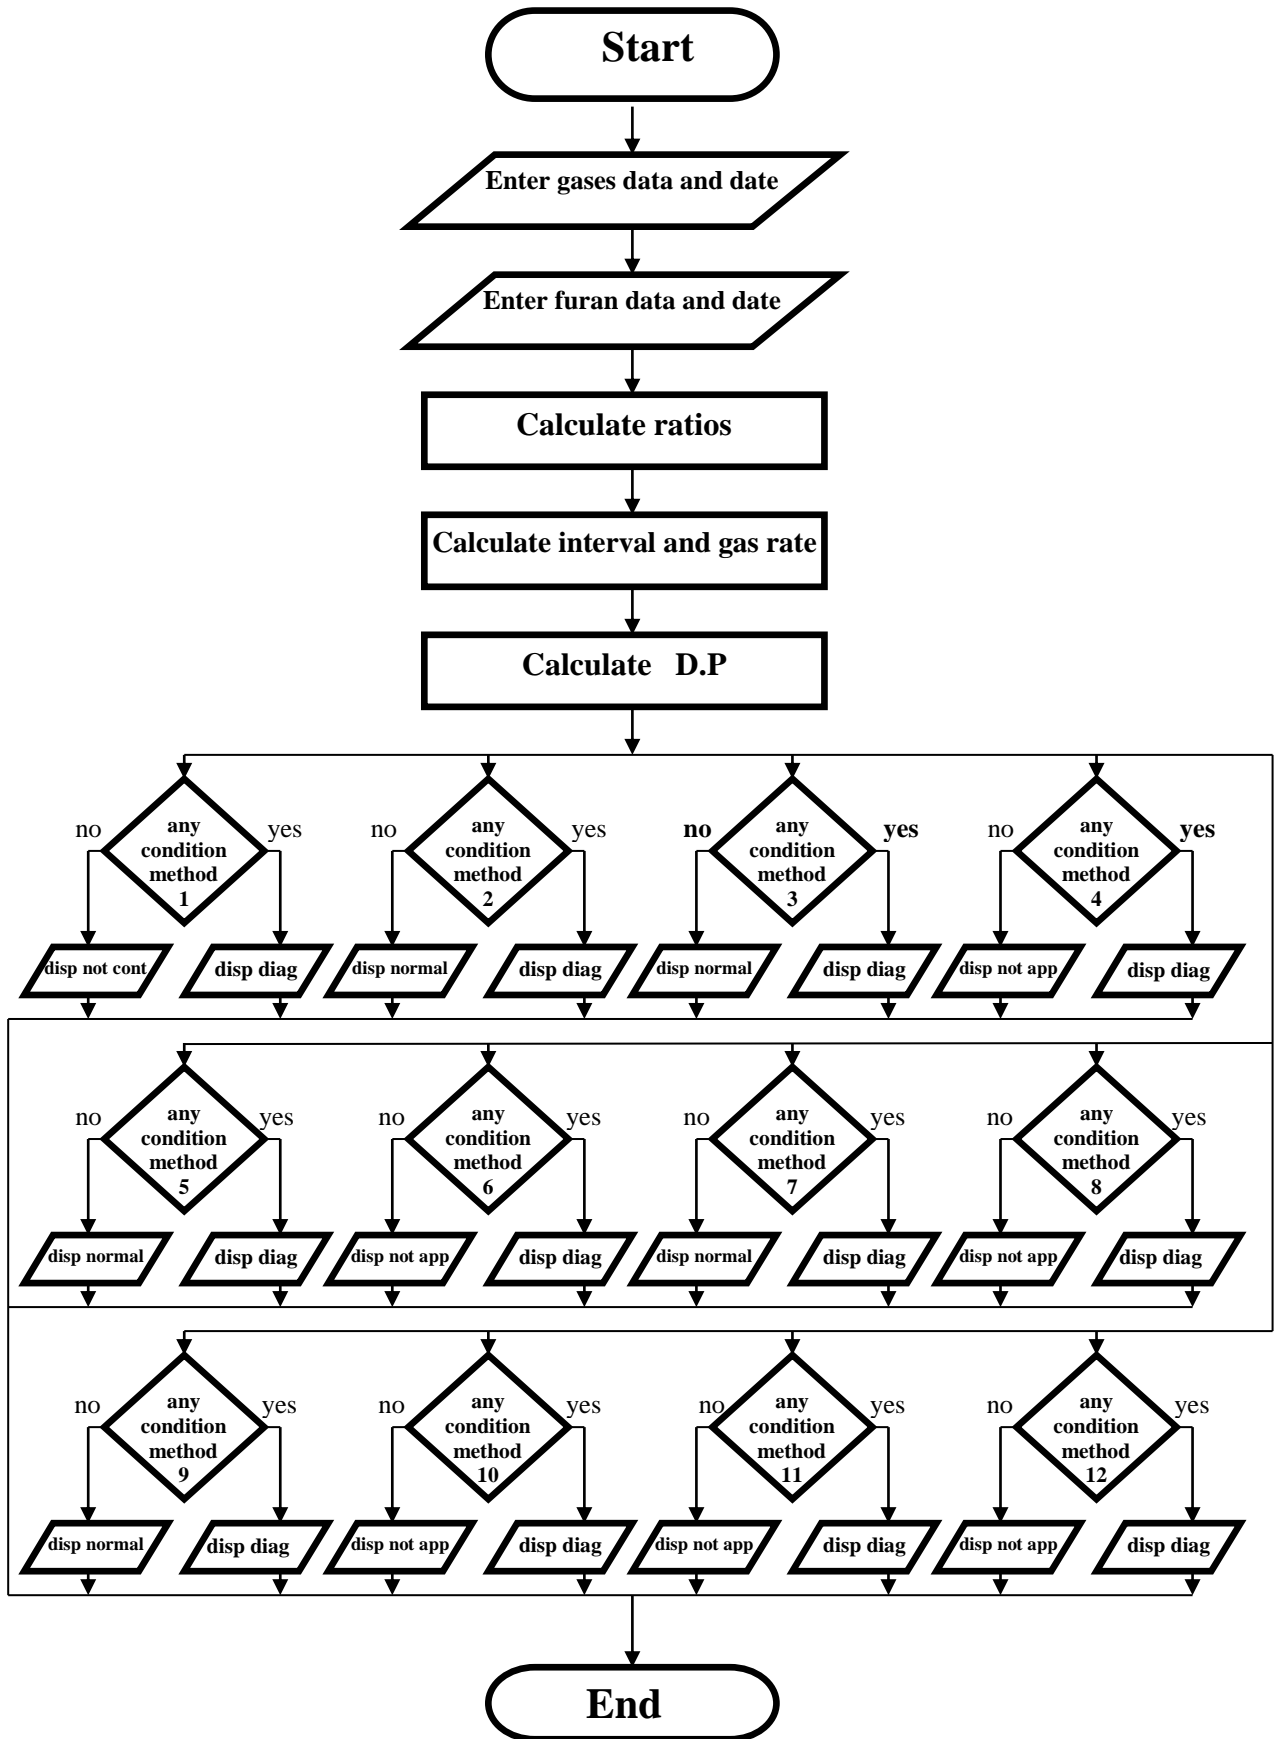 Start
Enter gases data and date
Enter furan data and date
Calculate ratios
Calculate interval and gas rate
Calculate D.P
no
any
condition
method
1
yes
no
any
condition
method
2
yes
no
any
condition
method
3
yes
no
any
condition
method
4
yes
disp not cont
disp diag
disp normal
disp diag
disp normal
disp diag
disp not app
disp diag
no
any
condition
method
5
yes
no
any
condition
method
6
yes
no
any
condition
method
7
yes
no
any
condition
method
8
yes
disp normal
disp diag
disp not app
disp diag
disp normal
disp diag
disp not app
disp diag
no
any
condition
method
9
yes
no
any
condition
method
10
yes
no
any
condition
method
11
yes
no
any
condition
method
12
yes
disp normal
disp diag
disp not app
disp diag
disp not app
disp diag
disp not app
disp diag
End